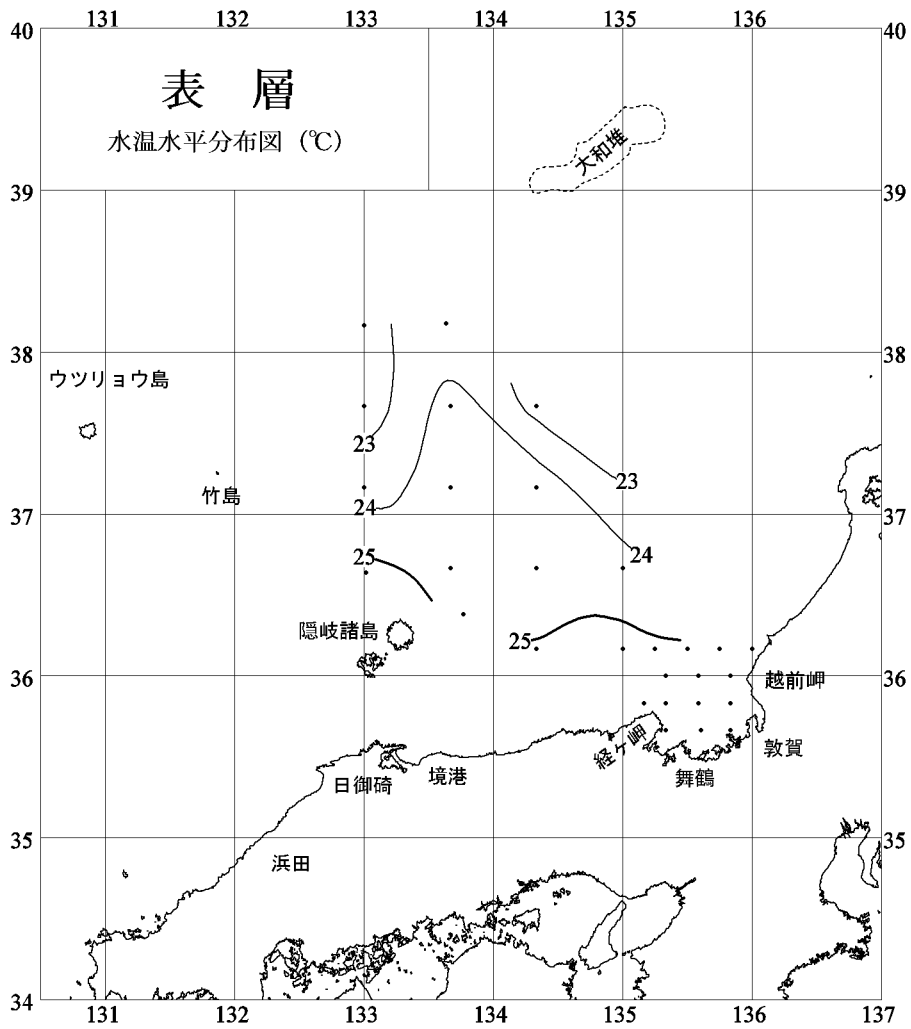 131 133 134 135 136
40 40
表 層
水温水平分布図 (℃)
大和堆
39 39
38 38
ウツリョウ島
23
23
竹島
24
37 37
24
25
隠岐諸島
25
36 36
越前岬
経ケ岬
敦賀
日御碕
境港
舞鶴
35 35
浜田
34
131 132 133 134 135 136 137